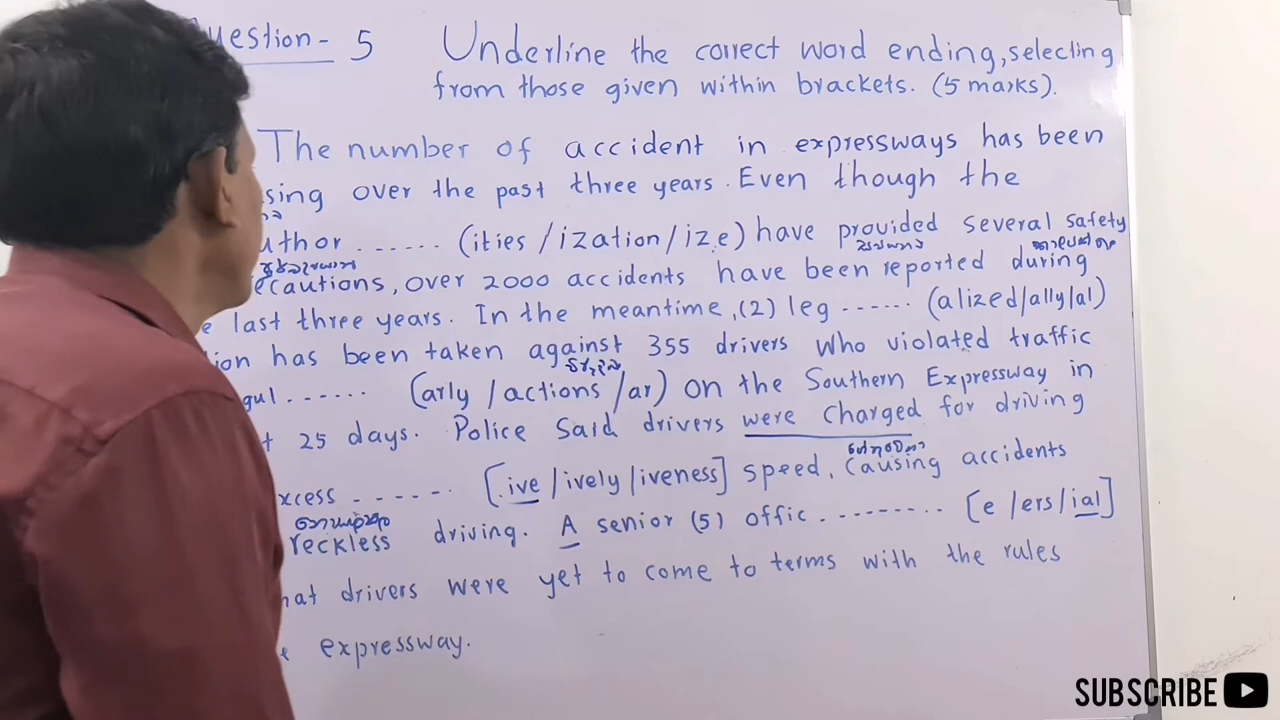 uestion - 5 Underline the correct word ending, selecting
from those given within brackets. (5 marks).
The number of accident in expressways has been
sing over the past three years. Even though the
uthor ...... (ities / ization / ize) have provided several safety
ecautions, over 2000 accidents have been reported during
e last three years. In the meantime, (2) leg ...... (alized/ally/al)
ion has been taken against 355 drivers who violated traffic
gul ...... (arly / actions / ar) on the Southern Expressway in
t 25 days. Police said drivers were charged for driving
xcess ...... [ive / ively / iveness] speed, causing accidents
reckless driving. A senior (5) offic ......... [e / ers / ial]
hat drivers were yet to come to terms with the rules
e expressway.
SUBSCRIBE